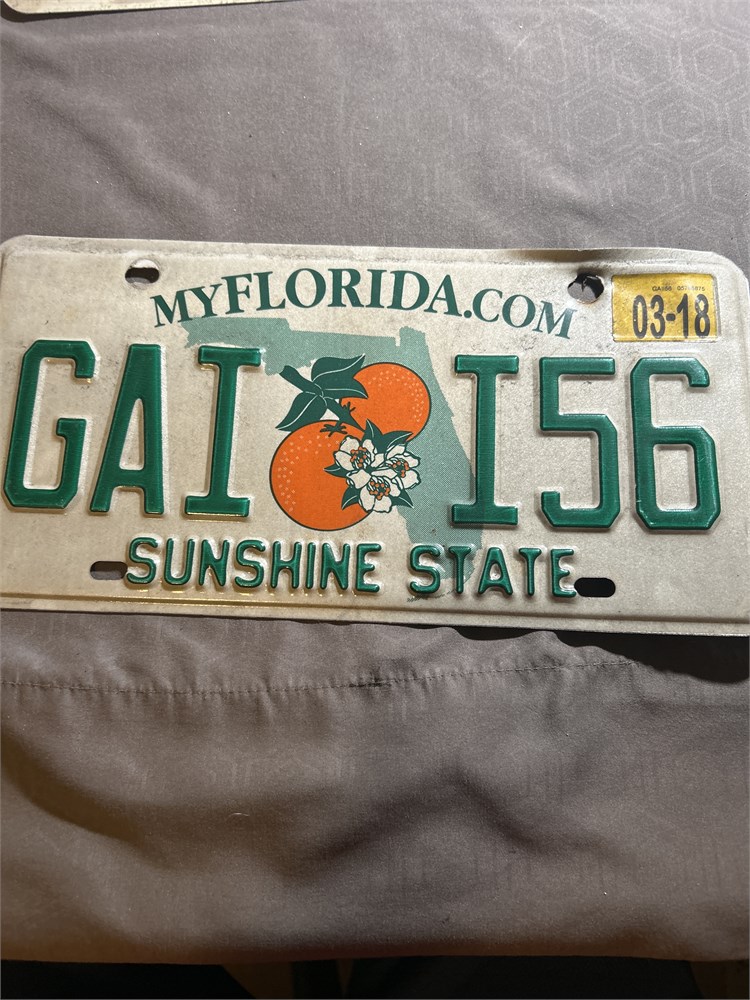 MYFLORIDA.COM
03-18
GAI I56
SUNSHINE STATE